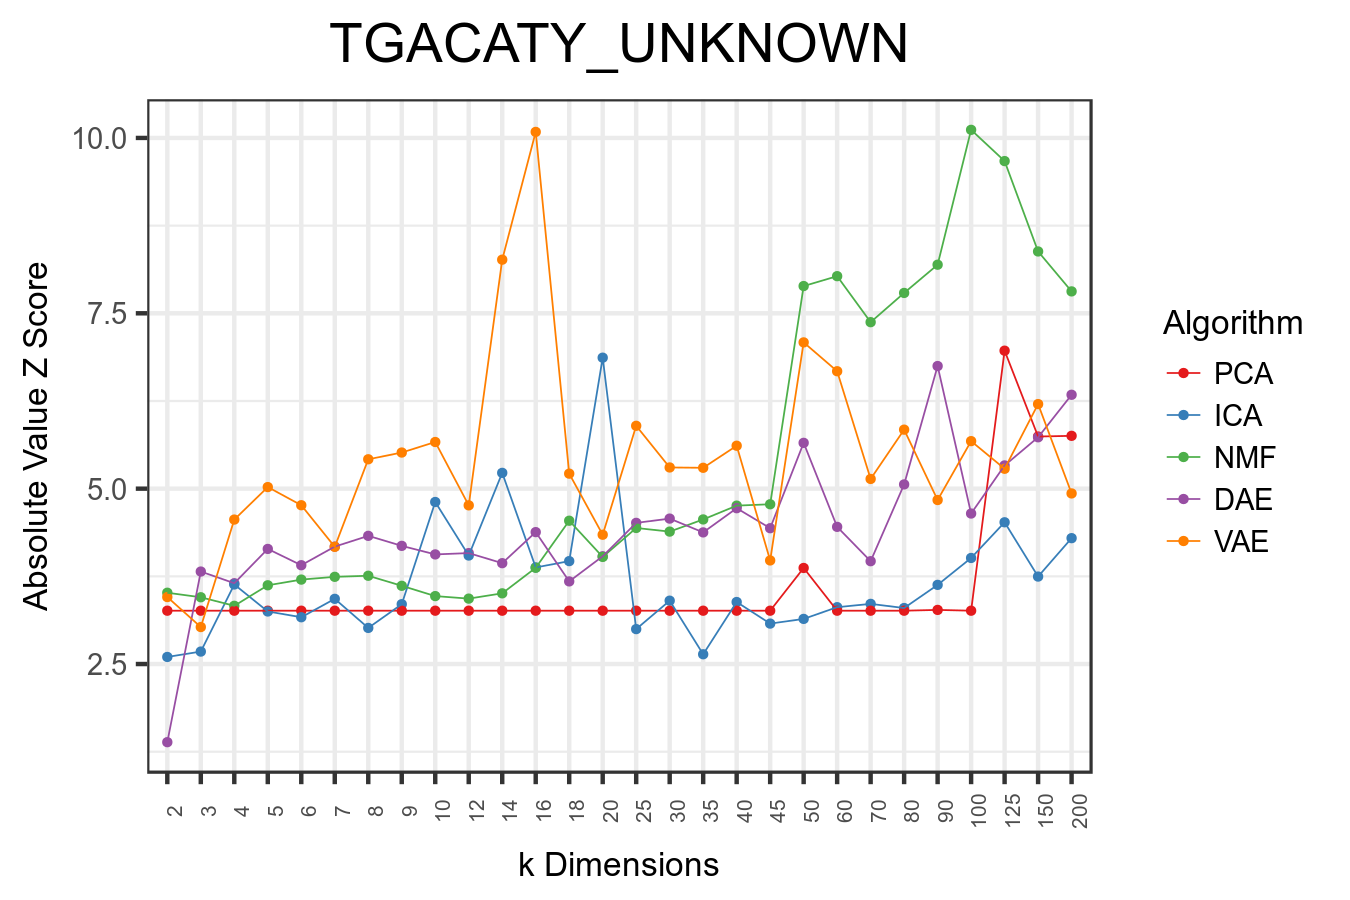 TGACATY_UNKNOWN
Absolute Value Z Score
10.0
7.5
5.0
2.5
2 3 4 5 6 7 8 9 10 12 14 16 18 20 25 30 35 40 45 50 60 70 80 90 100 125 150 200
k Dimensions
Algorithm
PCA
ICA
NMF
DAE
VAE